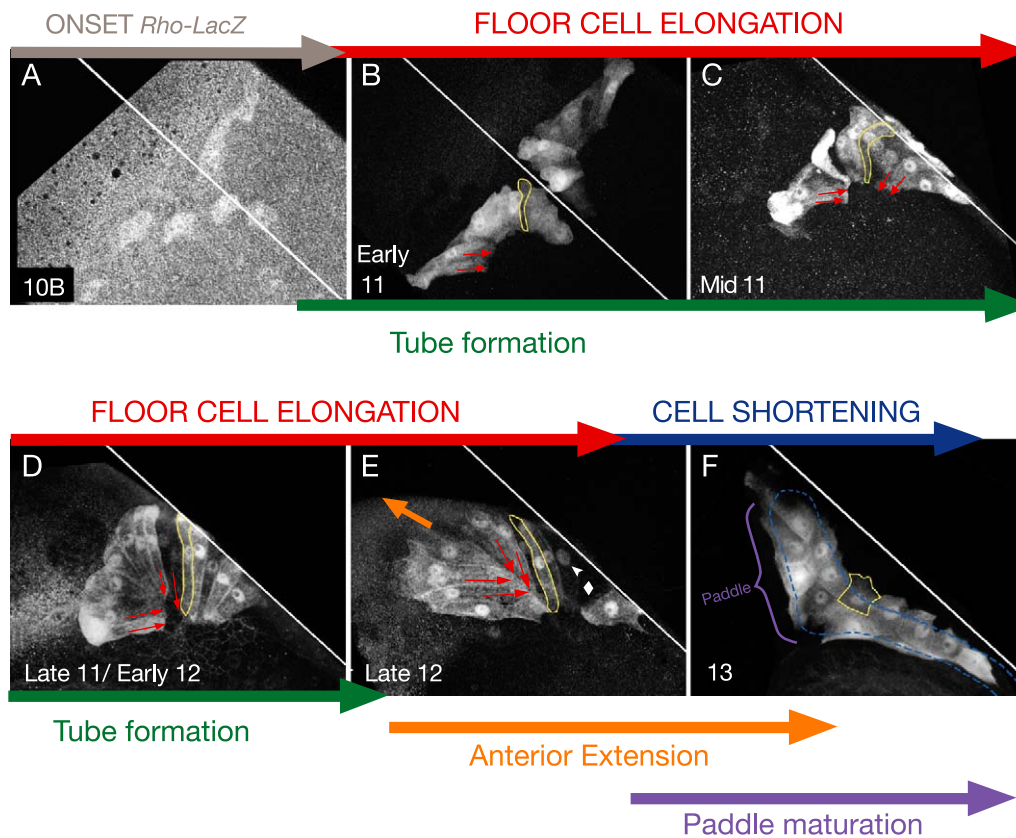 ONSET Rho-LacZ
FLOOR CELL ELONGATION
A
B
C
10B
Early
11
Mid 11
Tube formation
FLOOR CELL ELONGATION
CELL SHORTENING
D
E
F
Paddle
Late 11/ Early 12
Late 12
13
Tube formation
Anterior Extension
Paddle maturation